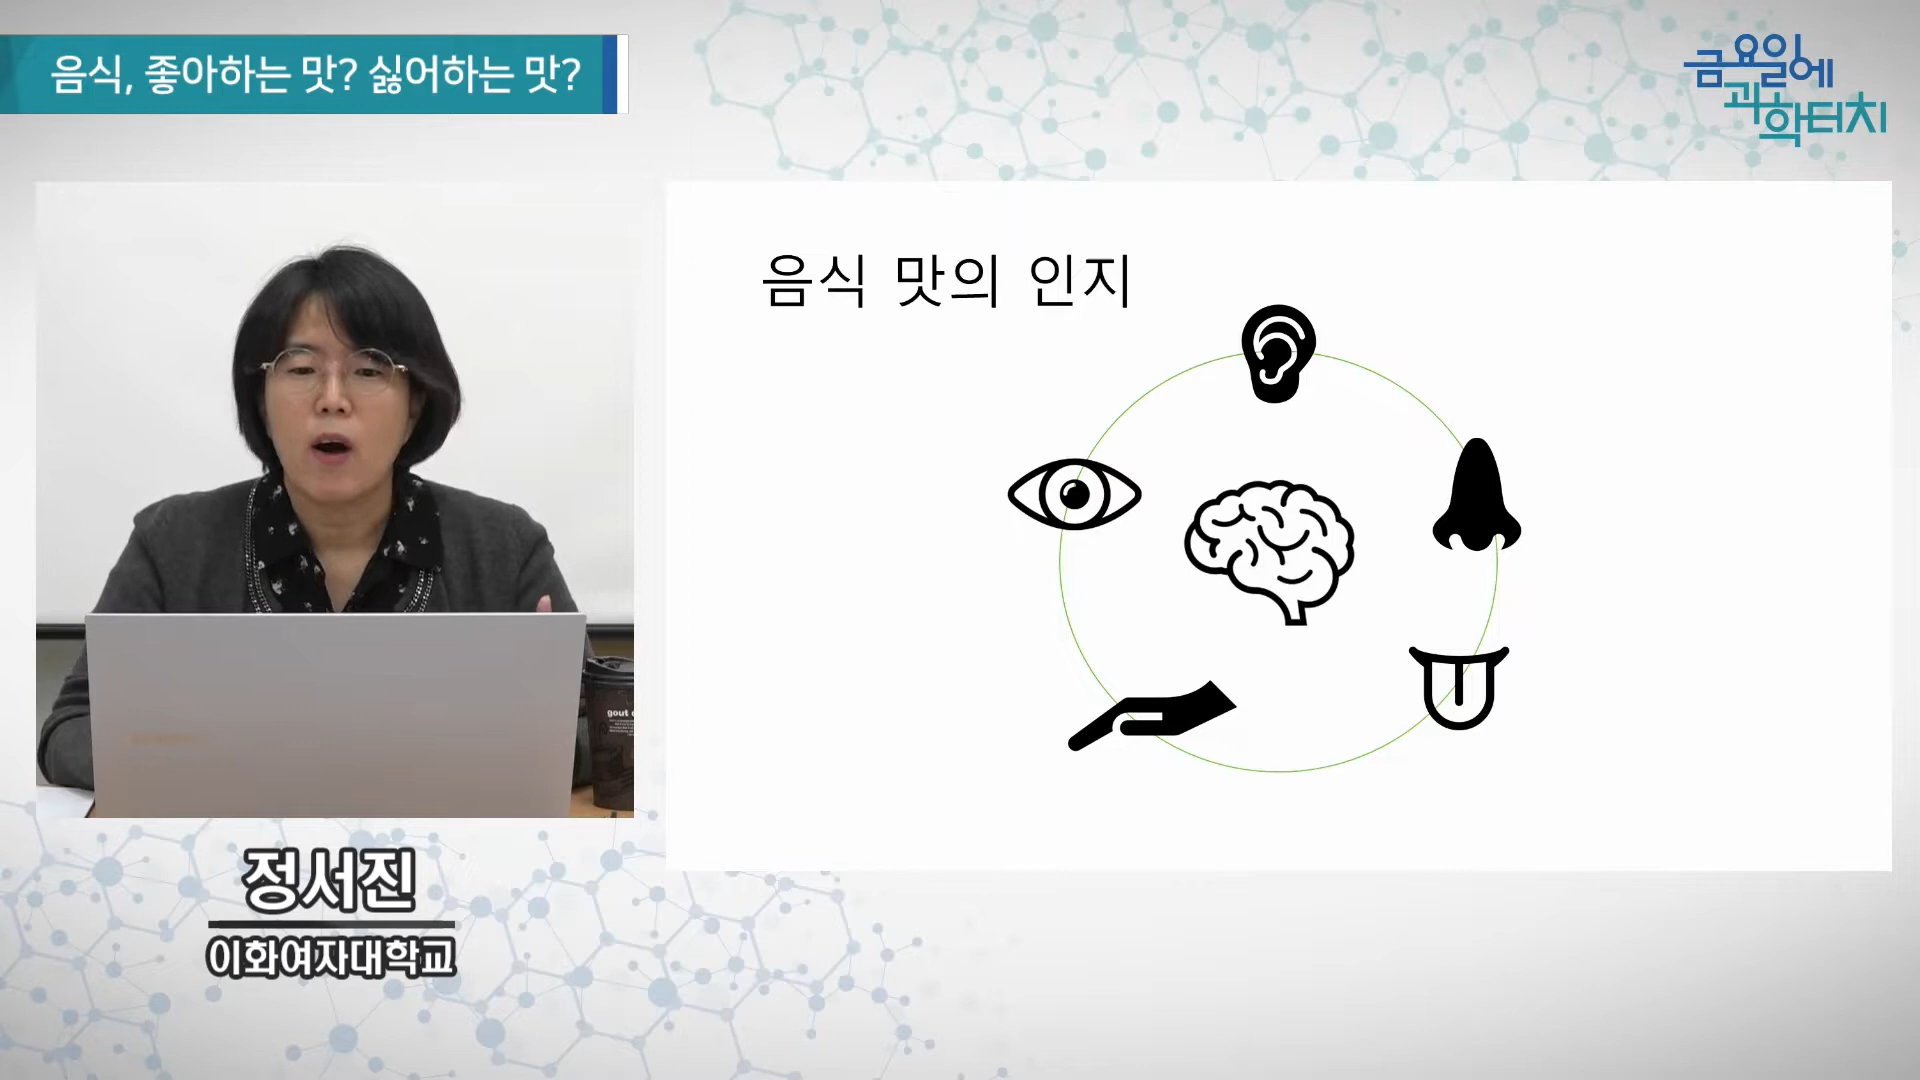 음식, 좋아하는 맛? 싫어하는 맛?
금요일에
과학터치
음식 맛의 인지
gout
정서진
이화여자대학교